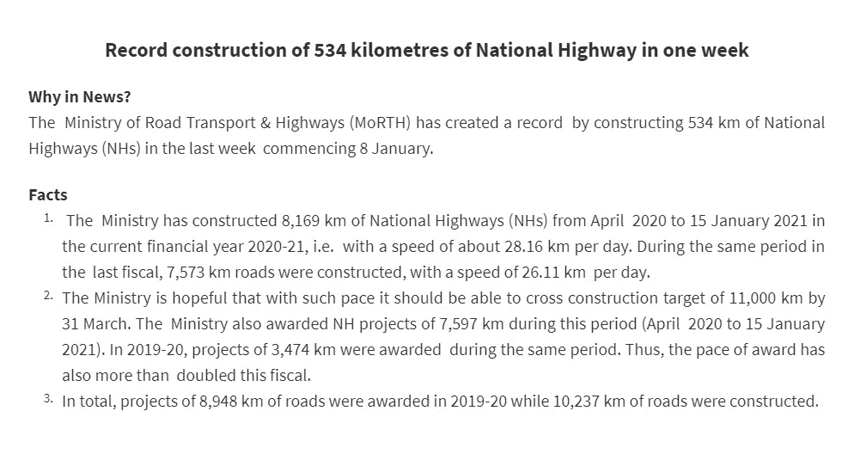 Record construction of 534 kilometres of National Highway in one week
Why in News?
The Ministry of Road Transport & Highways (MoRTH) has created a record by constructing 534 km of National
Highways (NHs) in the last week commencing 8 January.
Facts
1. The Ministry has constructed 8,169 km of National Highways (NHs) from April 2020 to 15 January 2021 in
the current financial year 2020-21, i.e. with a speed of about 28.16 km per day. During the same period in
the last fiscal, 7,573 km roads were constructed, with a speed of 26.11 km per day.
2. The Ministry is hopeful that with such pace it should be able to cross construction target of 11,000 km by
31 March. The Ministry also awarded NH projects of 7,597 km during this period (April 2020 to 15 January
2021). In 2019-20, projects of 3,474 km were awarded during the same period. Thus, the pace of award has
also more than doubled this fiscal.
3. In total, projects of 8,948 km of roads were awarded in 2019-20 while 10,237 km of roads were constructed.